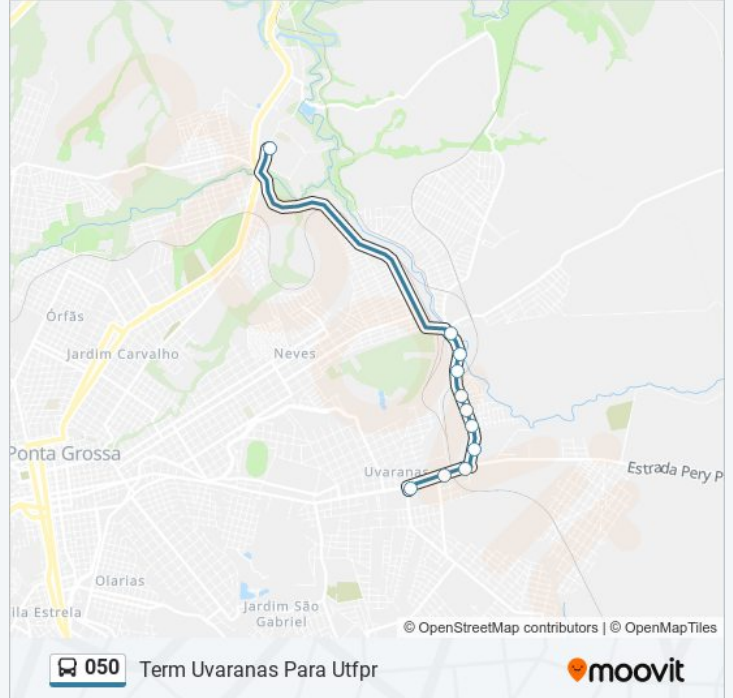 Órfãs
Jardim Carvalho
Neves
Ponta Grossa
Uvaranas
Estrada Pery P
Olarias
ila Estrela
Jardim São
Gabriel
© OpenStreetMap contributors | © OpenMapTiles
050 Term Uvaranas Para Utfpr
moovit